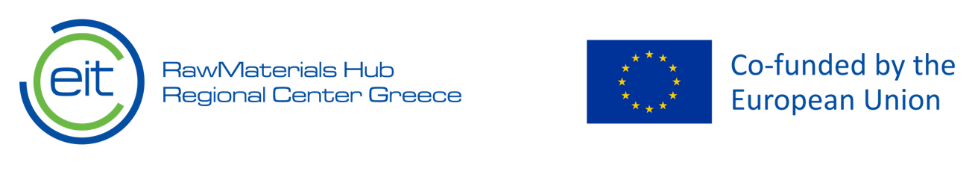 eit
RawMaterials Hub
Regional Center Greece
Co-funded by the
European Union